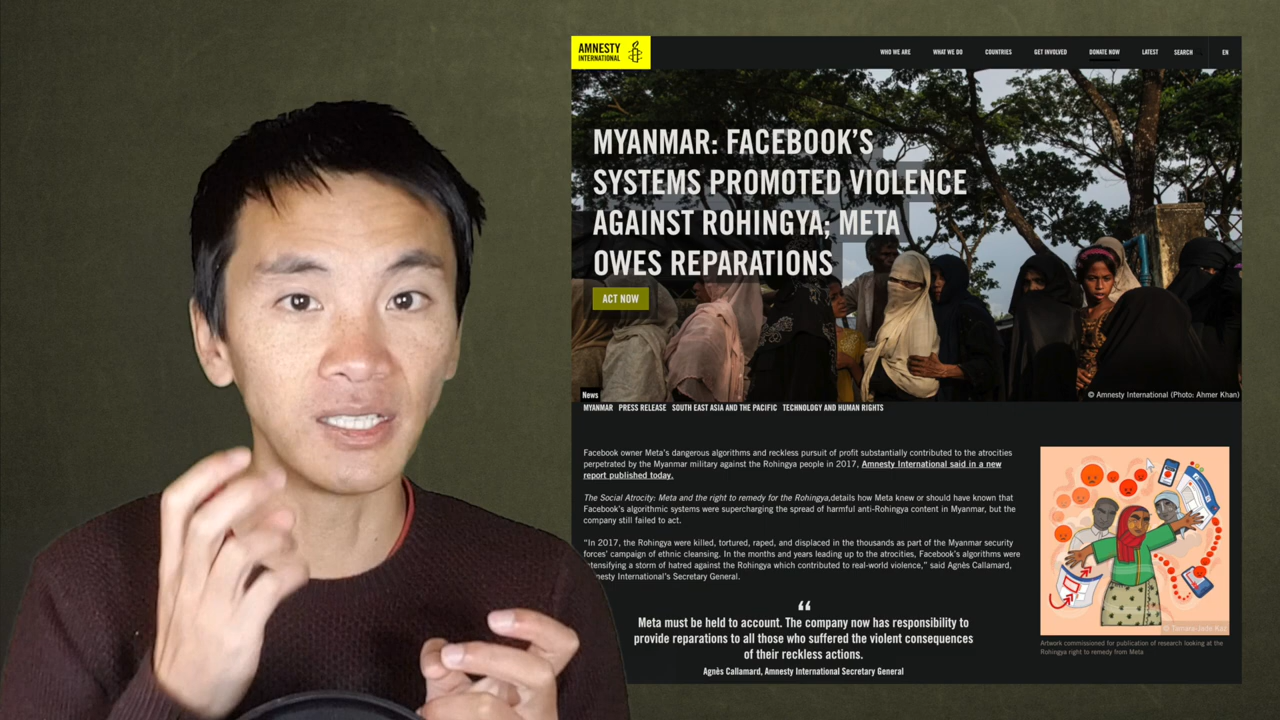 AMNESTY
INTERNATIONAL
WHO WE ARE
WHAT WE DO
COUNTRIES
GET INVOLVED
DONATE NOW
LATEST
SEARCH
EN
MYANMAR: FACEBOOK'S
SYSTEMS PROMOTED VIOLENCE
AGAINST ROHINGYA; META
OWES REPARATIONS
ACT NOW
© Amnesty International (Photo: Ahmer Khan)
News
MYANMAR PRESS RELEASE SOUTH EAST ASIA AND THE PACIFIC TECHNOLOGY AND HUMAN RIGHTS
Facebook owner Meta's dangerous algorithms and reckless pursuit of profit substantially contributed to the atrocities
perpetrated by the Myanmar military against the Rohingya people in 2017, Amnesty International said in a new
report published today.
The Social Atrocity: Meta and the right to remedy for the Rohingya,details how Meta knew or should have known that
Facebook's algorithmic systems were supercharging the spread of harmful anti-Rohingya content in Myanmar, but the
company still failed to act.
"In 2017, the Rohingya were killed, tortured, raped, and displaced in the thousands as part of the Myanmar security
forces' campaign of ethnic cleansing. In the months and years leading up to the atrocities, Facebook's algorithms were
ntensifying a storm of hatred against the Rohingya which contributed to real-world violence," said Agnès Callamard,
nesty International's Secretary General.
“
Meta must be held to account. The company now has responsibility to
provide reparations to all those who suffered the violent consequences
of their reckless actions.
Agnès Callamard, Amnesty International Secretary General
Artwork commissioned for publication of research looking at the
Rohingya right to remedy from Meta